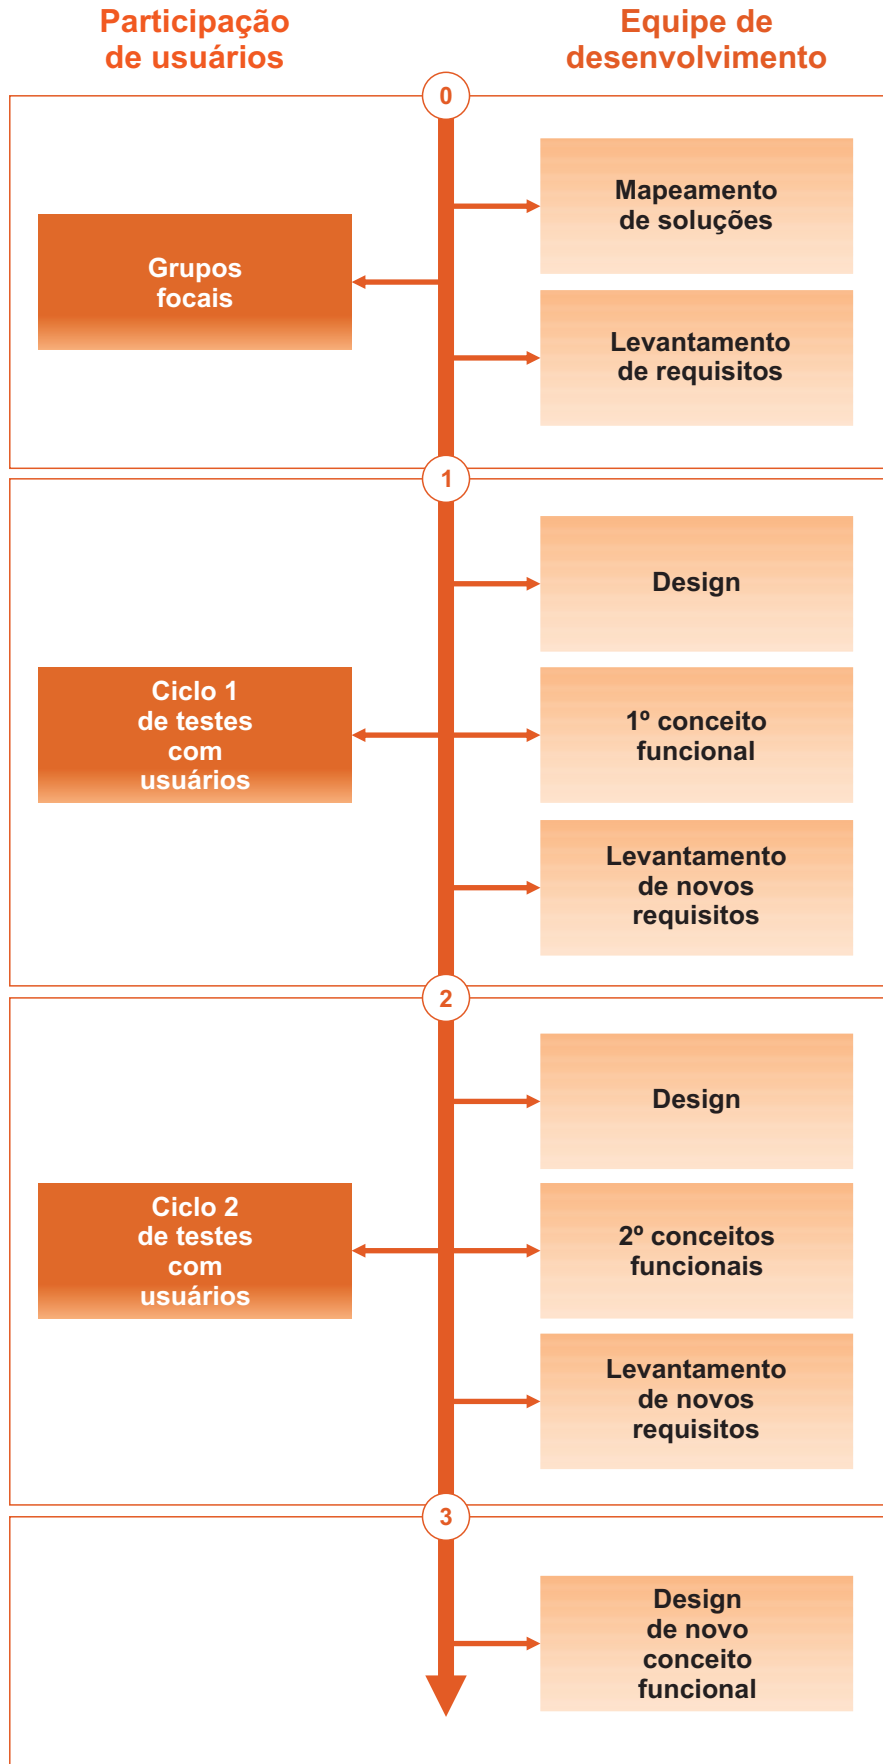 Participação
de usuários
Equipe de
desenvolvimento
0
Mapeamento
de soluções
Grupos
focais
Levantamento
de requisitos
1
Design
Ciclo 1
de testes
com
usuários
1º conceito
funcional
Levantamento
de novos
requisitos
2
Design
Ciclo 2
de testes
com
usuários
2º conceitos
funcionais
Levantamento
de novos
requisitos
3
Design
de novo
conceito
funcional